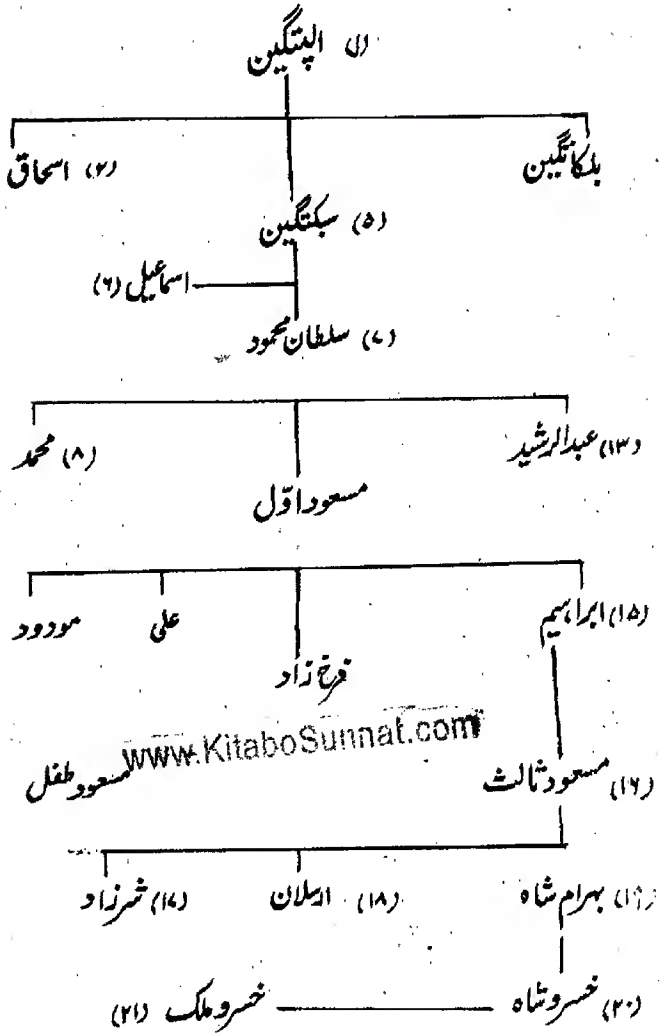 (۱) الپتگین
بلکاتگین (۲) اسحاق
(۵) سبکتگین
اسماعیل (۶)
(۷) سلطان محمود
(۱۳) عبدالرشید (۸) محمد
مسعود اوّل
(۱۵) ابراہیم علی مودود
فرخ زاد
www.KitaboSunnat.com
(۱۶) مسعود ثالث مسعود طفل
(۱۹) بہرام شاہ (۱۸) ارسلان (۱۷) شرزاد
(۲۰) خسرو شاہ خسرو ملک (۲۱)